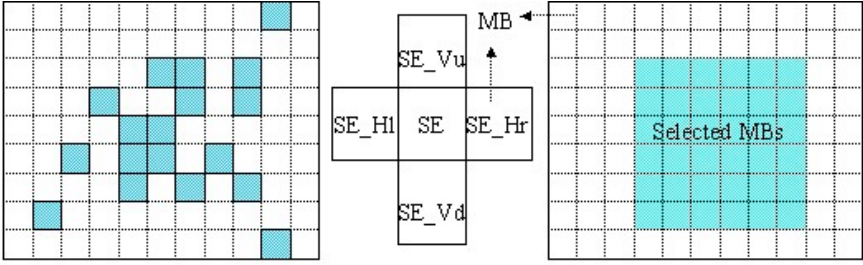 MB
SE_Vu
SE_Hl SE SE_Hr
SE_Vd
Selected MBs